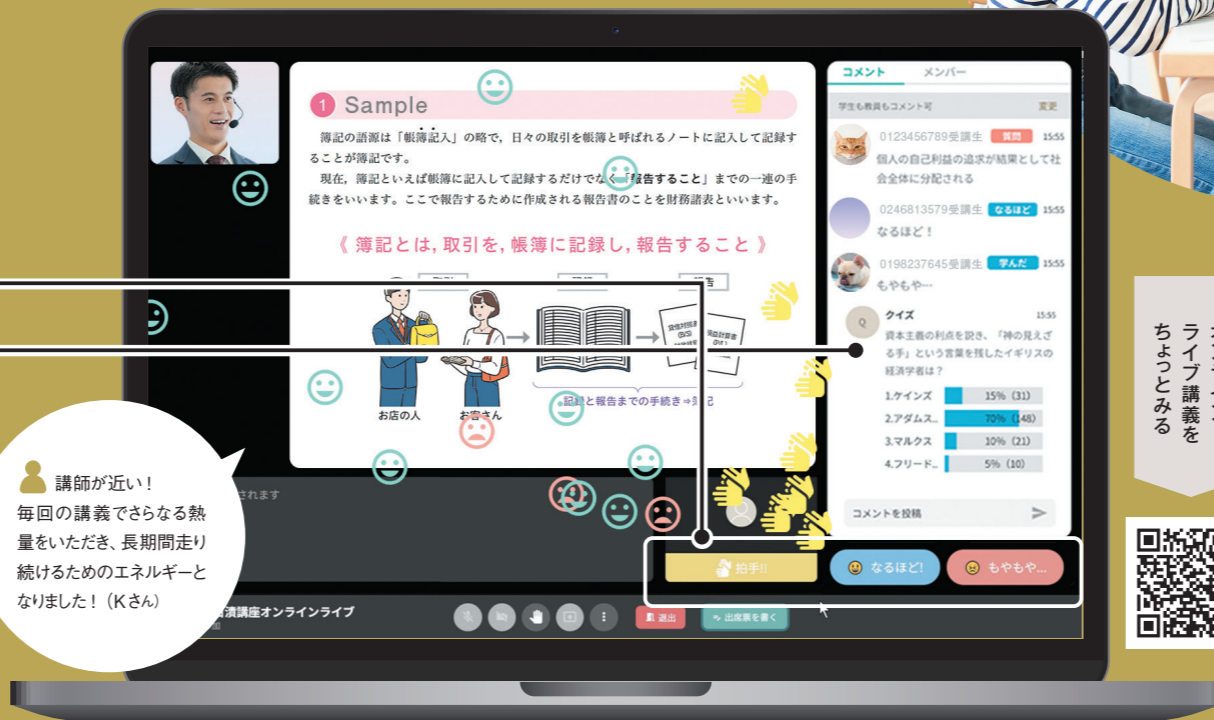 1 Sample
簿記の語源は「帳簿記入」の略で，日々の取引を帳簿と呼ばれるノートに記入して記録す
ることが簿記です。
現在，簿記といえば帳簿に記入して記録するだけでなく「報告すること」までの一連の手
続きをいいます。ここで報告するために作成される報告書のことを財務諸表といいます。
《 簿記とは, 取引を, 帳簿に記録し, 報告すること 》
お店の人
お客さん
記録と報告までの手続き⇒簿記
コメント メンバー
学生も教員もコメント可 変更
0123456789受講生 質問 15:55
個人の自己利益の追求が結果として社
会全体に分配される
0246813579受講生 なるほど 15:55
なるほど！
0198237645受講生 学んだ 15:55
もやもや…
Q クイズ 15:55
資本主義の利点を説き、「神の見えざ
る手」という言葉を残したイギリスの
経済学者は？
1.ケインズ 15% (31)
2.アダムス.. 70% (148)
3.マルクス 10% (21)
4.フリード.. 5% (10)
コメントを投稿
拍手!!
なるほど!
もやもや...
されます
講座オンラインライブ
退出
出席票を書く
講師が近い！
毎回の講義でさらなる熱
量をいただき、長期間走り
続けるためのエネルギーと
なりました！（Kさん）
ライブ講義を
ちょっとみる